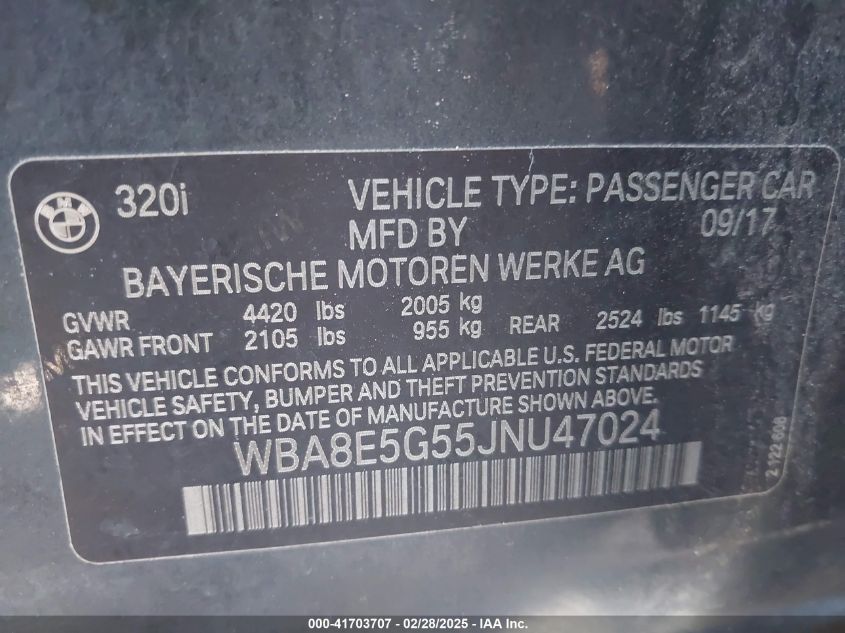 BMW
320i
VEHICLE TYPE: PASSENGER CAR
MFD BY 09/17
BAYERISCHE MOTOREN WERKE AG
GVWR 4420 lbs 2005 kg
GAWR FRONT 2105 lbs 955 kg REAR 2524 lbs 1145 kg
THIS VEHICLE CONFORMS TO ALL APPLICABLE U.S. FEDERAL MOTOR
VEHICLE SAFETY, BUMPER AND THEFT PREVENTION STANDARDS
IN EFFECT ON THE DATE OF MANUFACTURE SHOWN ABOVE.
WBA8E5G55JNU47024
000-41703707 - 02/28/2025 - IAA Inc.